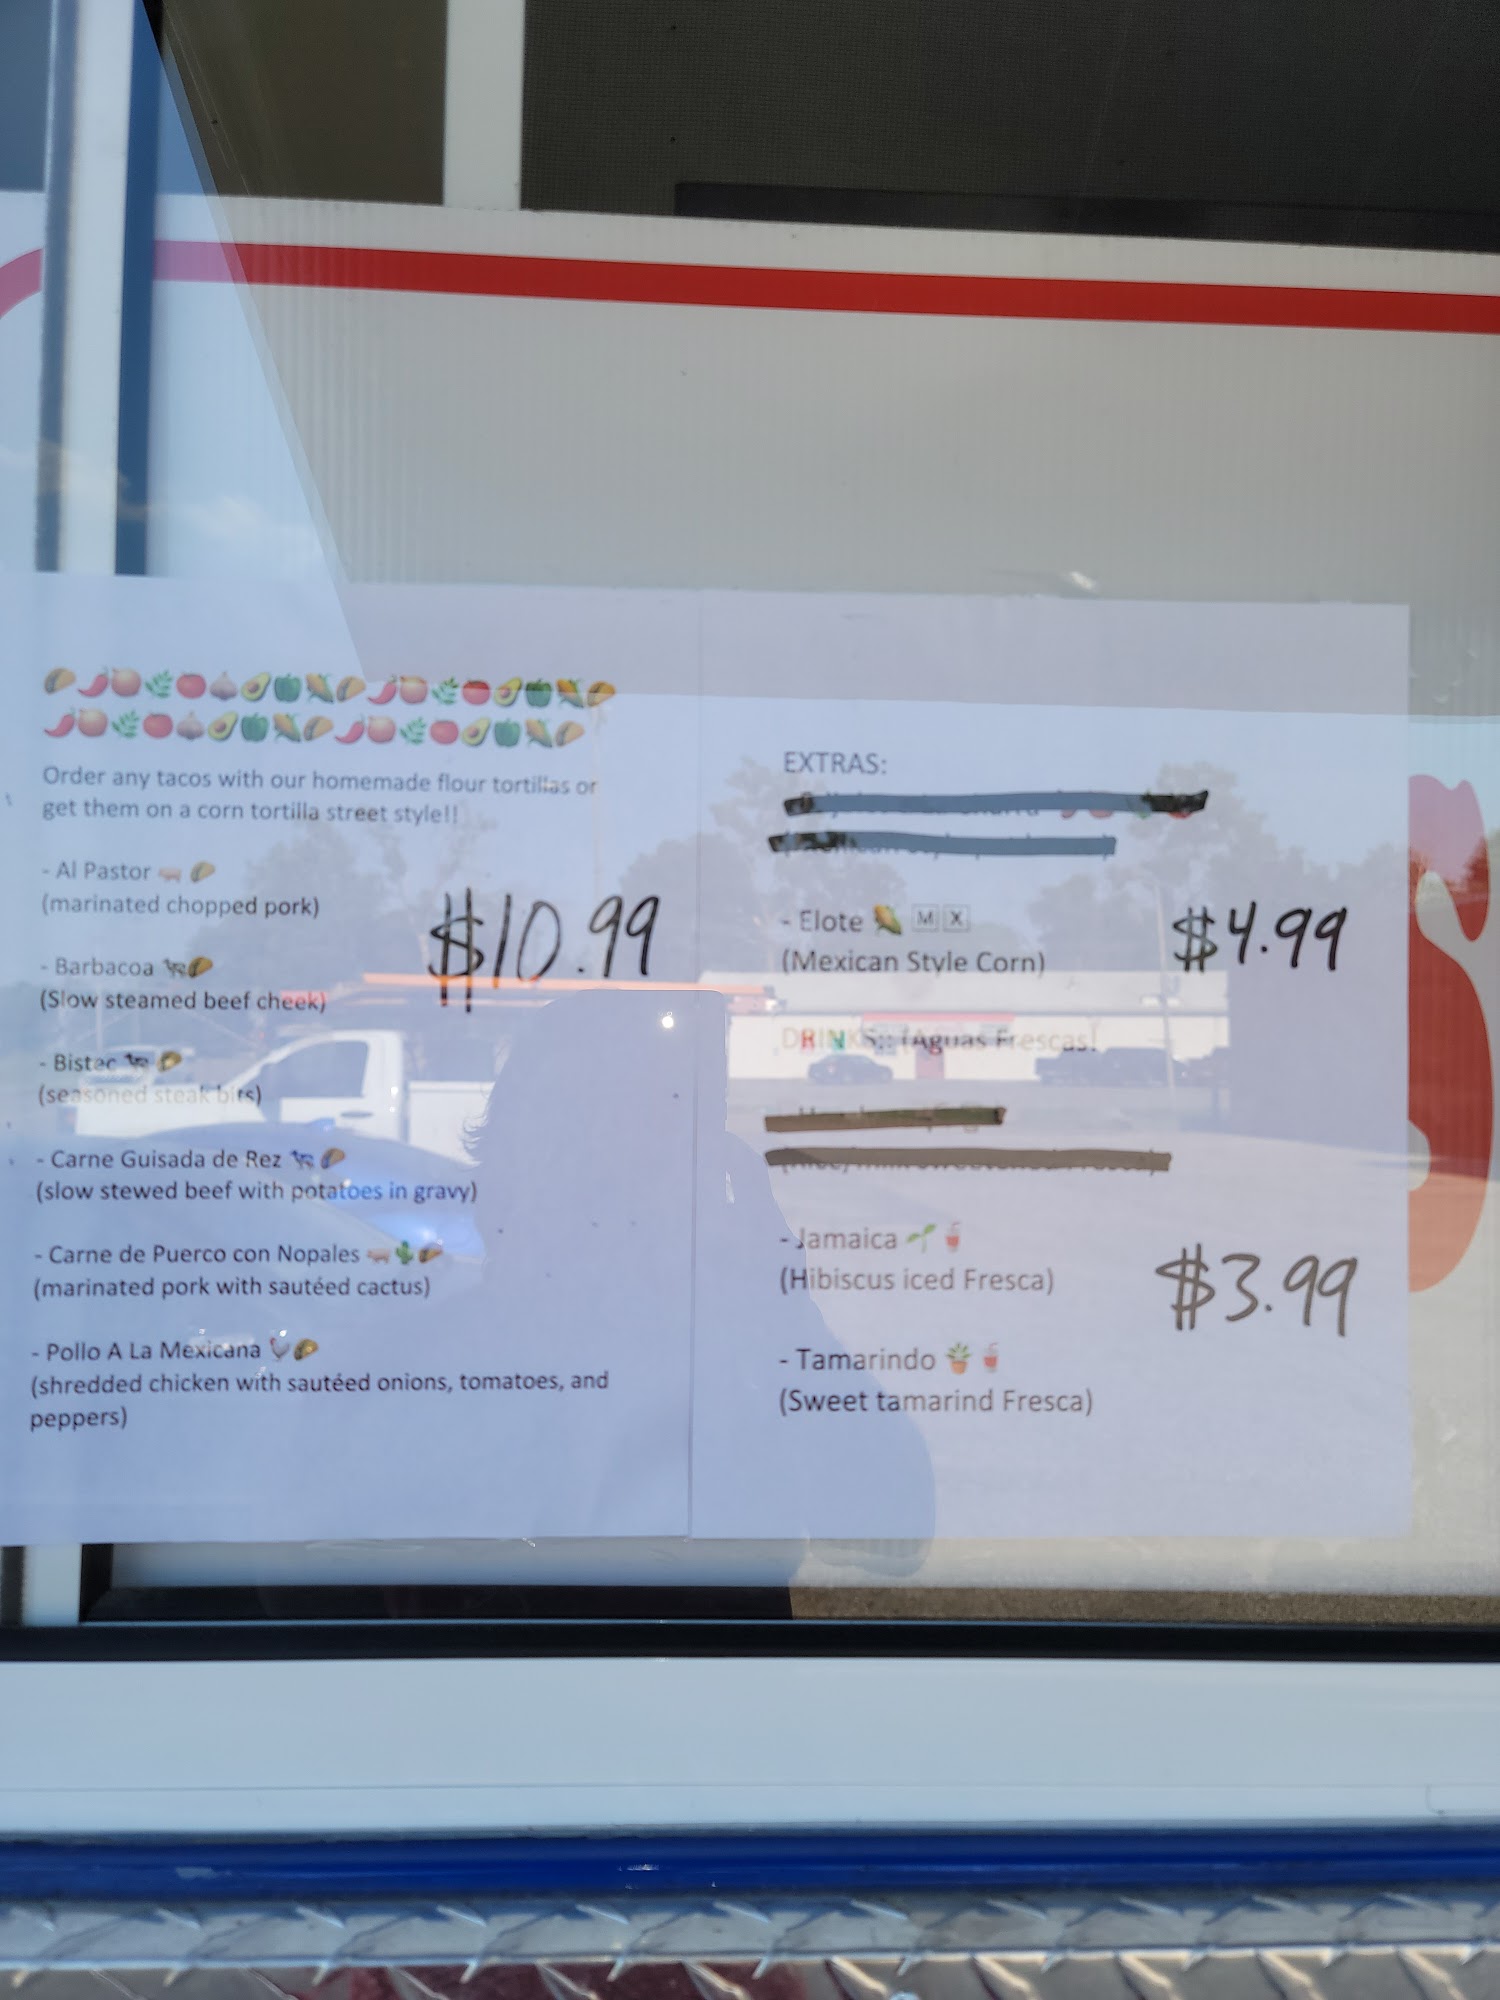 Order any tacos with our homemade flour tortillas or
get them on a corn tortilla street style!!
- Al Pastor
(marinated chopped pork)
$10.99
- Barbacoa
(Slow steamed beef cheek)
- Bistec
(seasoned steak bits)
- Carne Guisada de Rez
(slow stewed beef with potatoes in gravy)
- Carne de Puerco con Nopales
(marinated pork with sautéed cactus)
- Pollo A La Mexicana
(shredded chicken with sautéed onions, tomatoes, and
peppers)
EXTRAS:
- Elote M X
(Mexican Style Corn)
$4.99
DRINKS:: (Aguas Frescas)
- Jamaica
(Hibiscus iced Fresca)
$3.99
- Tamarindo
(Sweet tamarind Fresca)